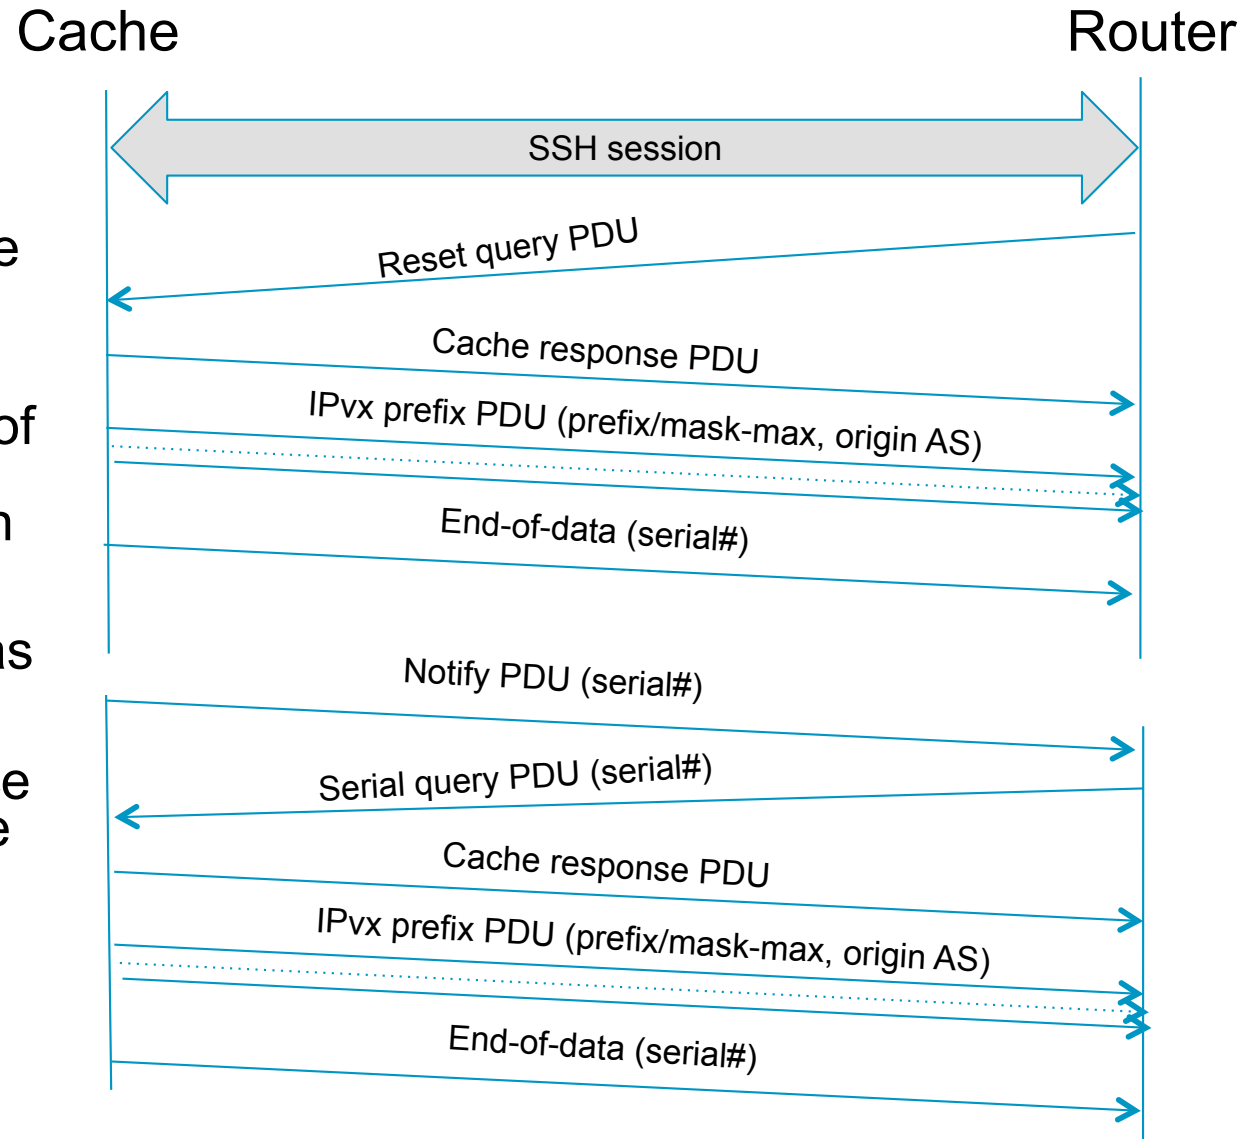 Cache
Router
SSH session
e
Reset query PDU
Cache response PDU
IPvx prefix PDU (prefix/mask-max, origin AS)
of
End-of-data (serial#)
n
as
Notify PDU (serial#)
Serial query PDU (serial#)
e
e
Cache response PDU
IPvx prefix PDU (prefix/mask-max, origin AS)
End-of-data (serial#)